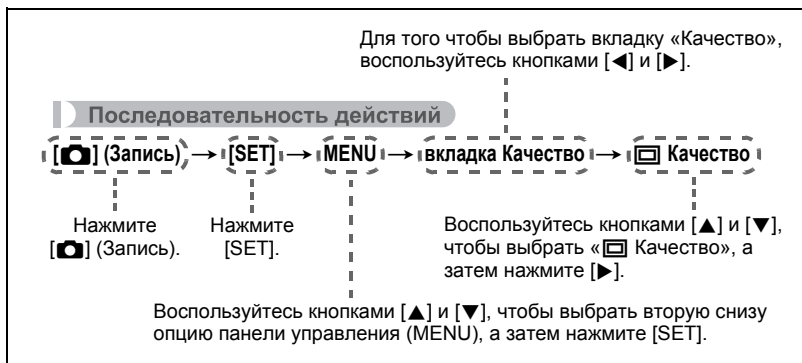 Для того чтобы выбрать вкладку «Качество»,
воспользуйтесь кнопками [◀] и [▶].
Последовательность действий
[📷] (Запись) → [SET] → MENU → вкладка Качество → Качество
Нажмите
[📷] (Запись).
Нажмите
[SET].
Воспользуйтесь кнопками [▲] и [▼],
чтобы выбрать « Качество», а
затем нажмите [▶].
Воспользуйтесь кнопками [▲] и [▼], чтобы выбрать вторую снизу
опцию панели управления (MENU), а затем нажмите [SET].